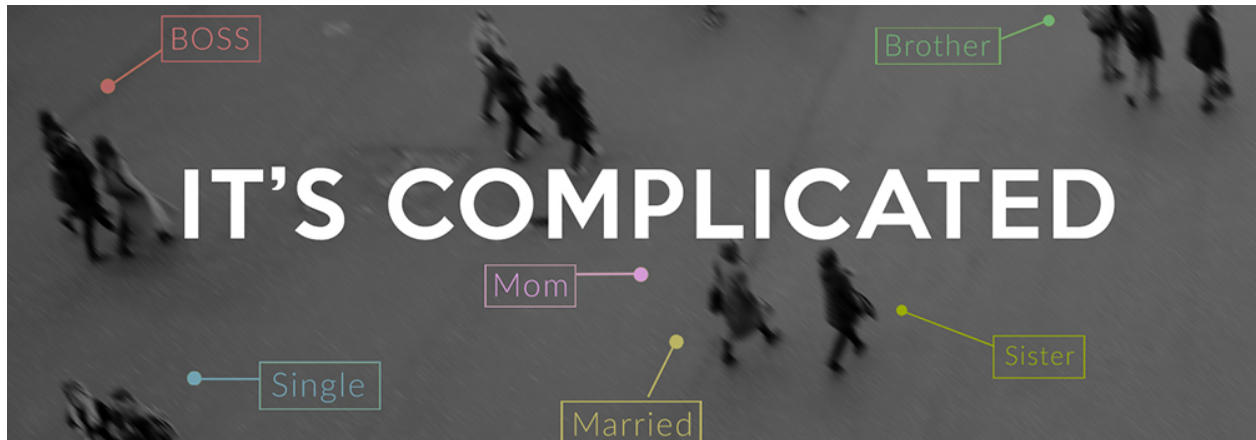 BOSS
Brother
IT'S COMPLICATED
Mom
Sister
Single
Married